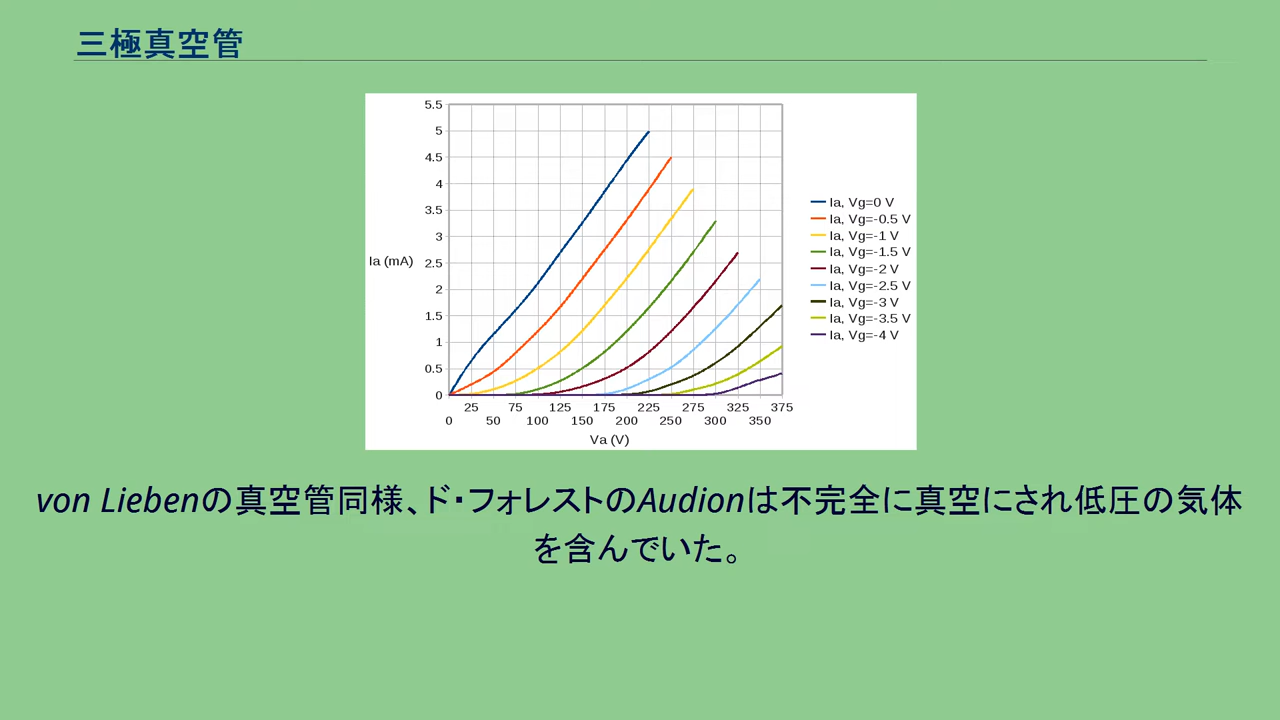 三極真空管
5.5
5
4.5
4
3.5
3
2.5
2
1.5
1
0.5
0
Ia (mA)
25 75 125 175 225 275 325 375
0 50 100 150 200 250 300 350
Va (V)
Ia, Vg=0 V
Ia, Vg=-0.5 V
Ia, Vg=-1 V
Ia, Vg=-1.5 V
Ia, Vg=-2 V
Ia, Vg=-2.5 V
Ia, Vg=-3 V
Ia, Vg=-3.5 V
Ia, Vg=-4 V
von Liebenの真空管同様、ド・フォレストのAudionは不完全に真空にされ低圧の気体
を含んでいた。